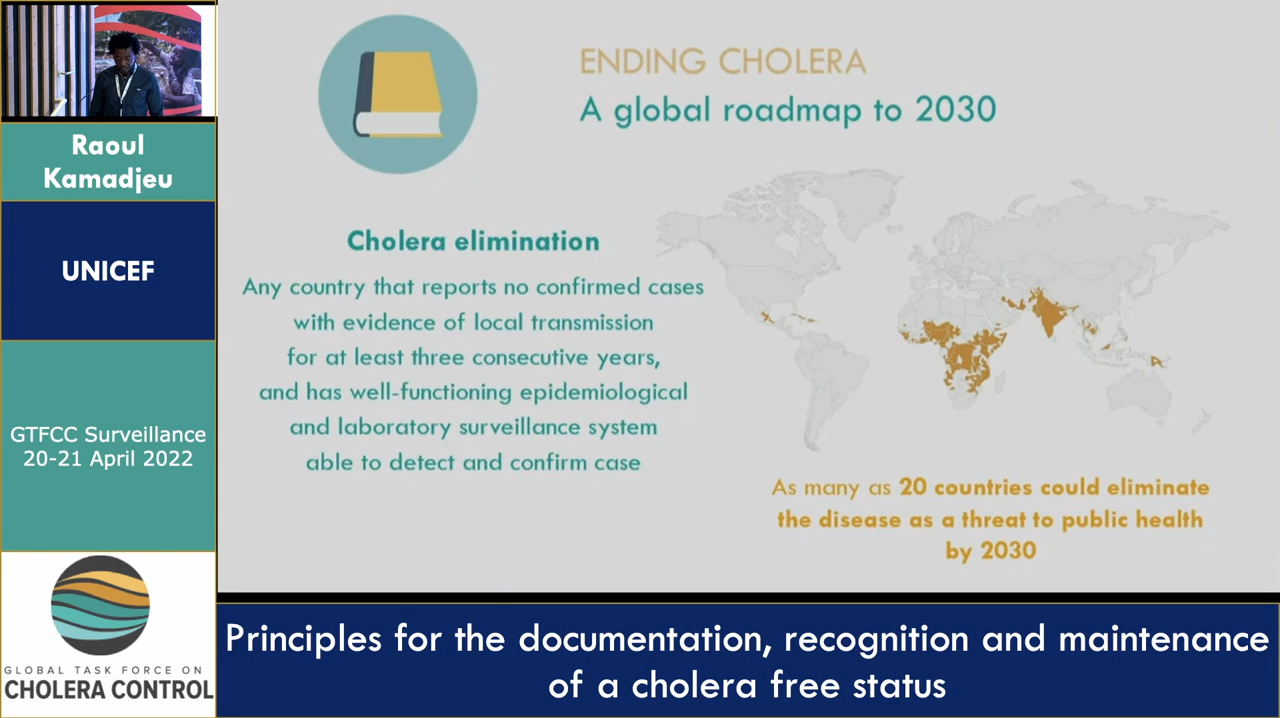 Raoul
Kamadjeu
UNICEF
GTFCC Surveillance
20-21 April 2022
GLOBAL TASK FORCE ON
CHOLERA CONTROL
ENDING CHOLERA
A global roadmap to 2030
Cholera elimination
Any country that reports no confirmed cases
with evidence of local transmission
for at least three consecutive years,
and has well-functioning epidemiological
and laboratory surveillance system
able to detect and confirm case
As many as 20 countries could eliminate
the disease as a threat to public health
by 2030
Principles for the documentation, recognition and maintenance
of a cholera free status